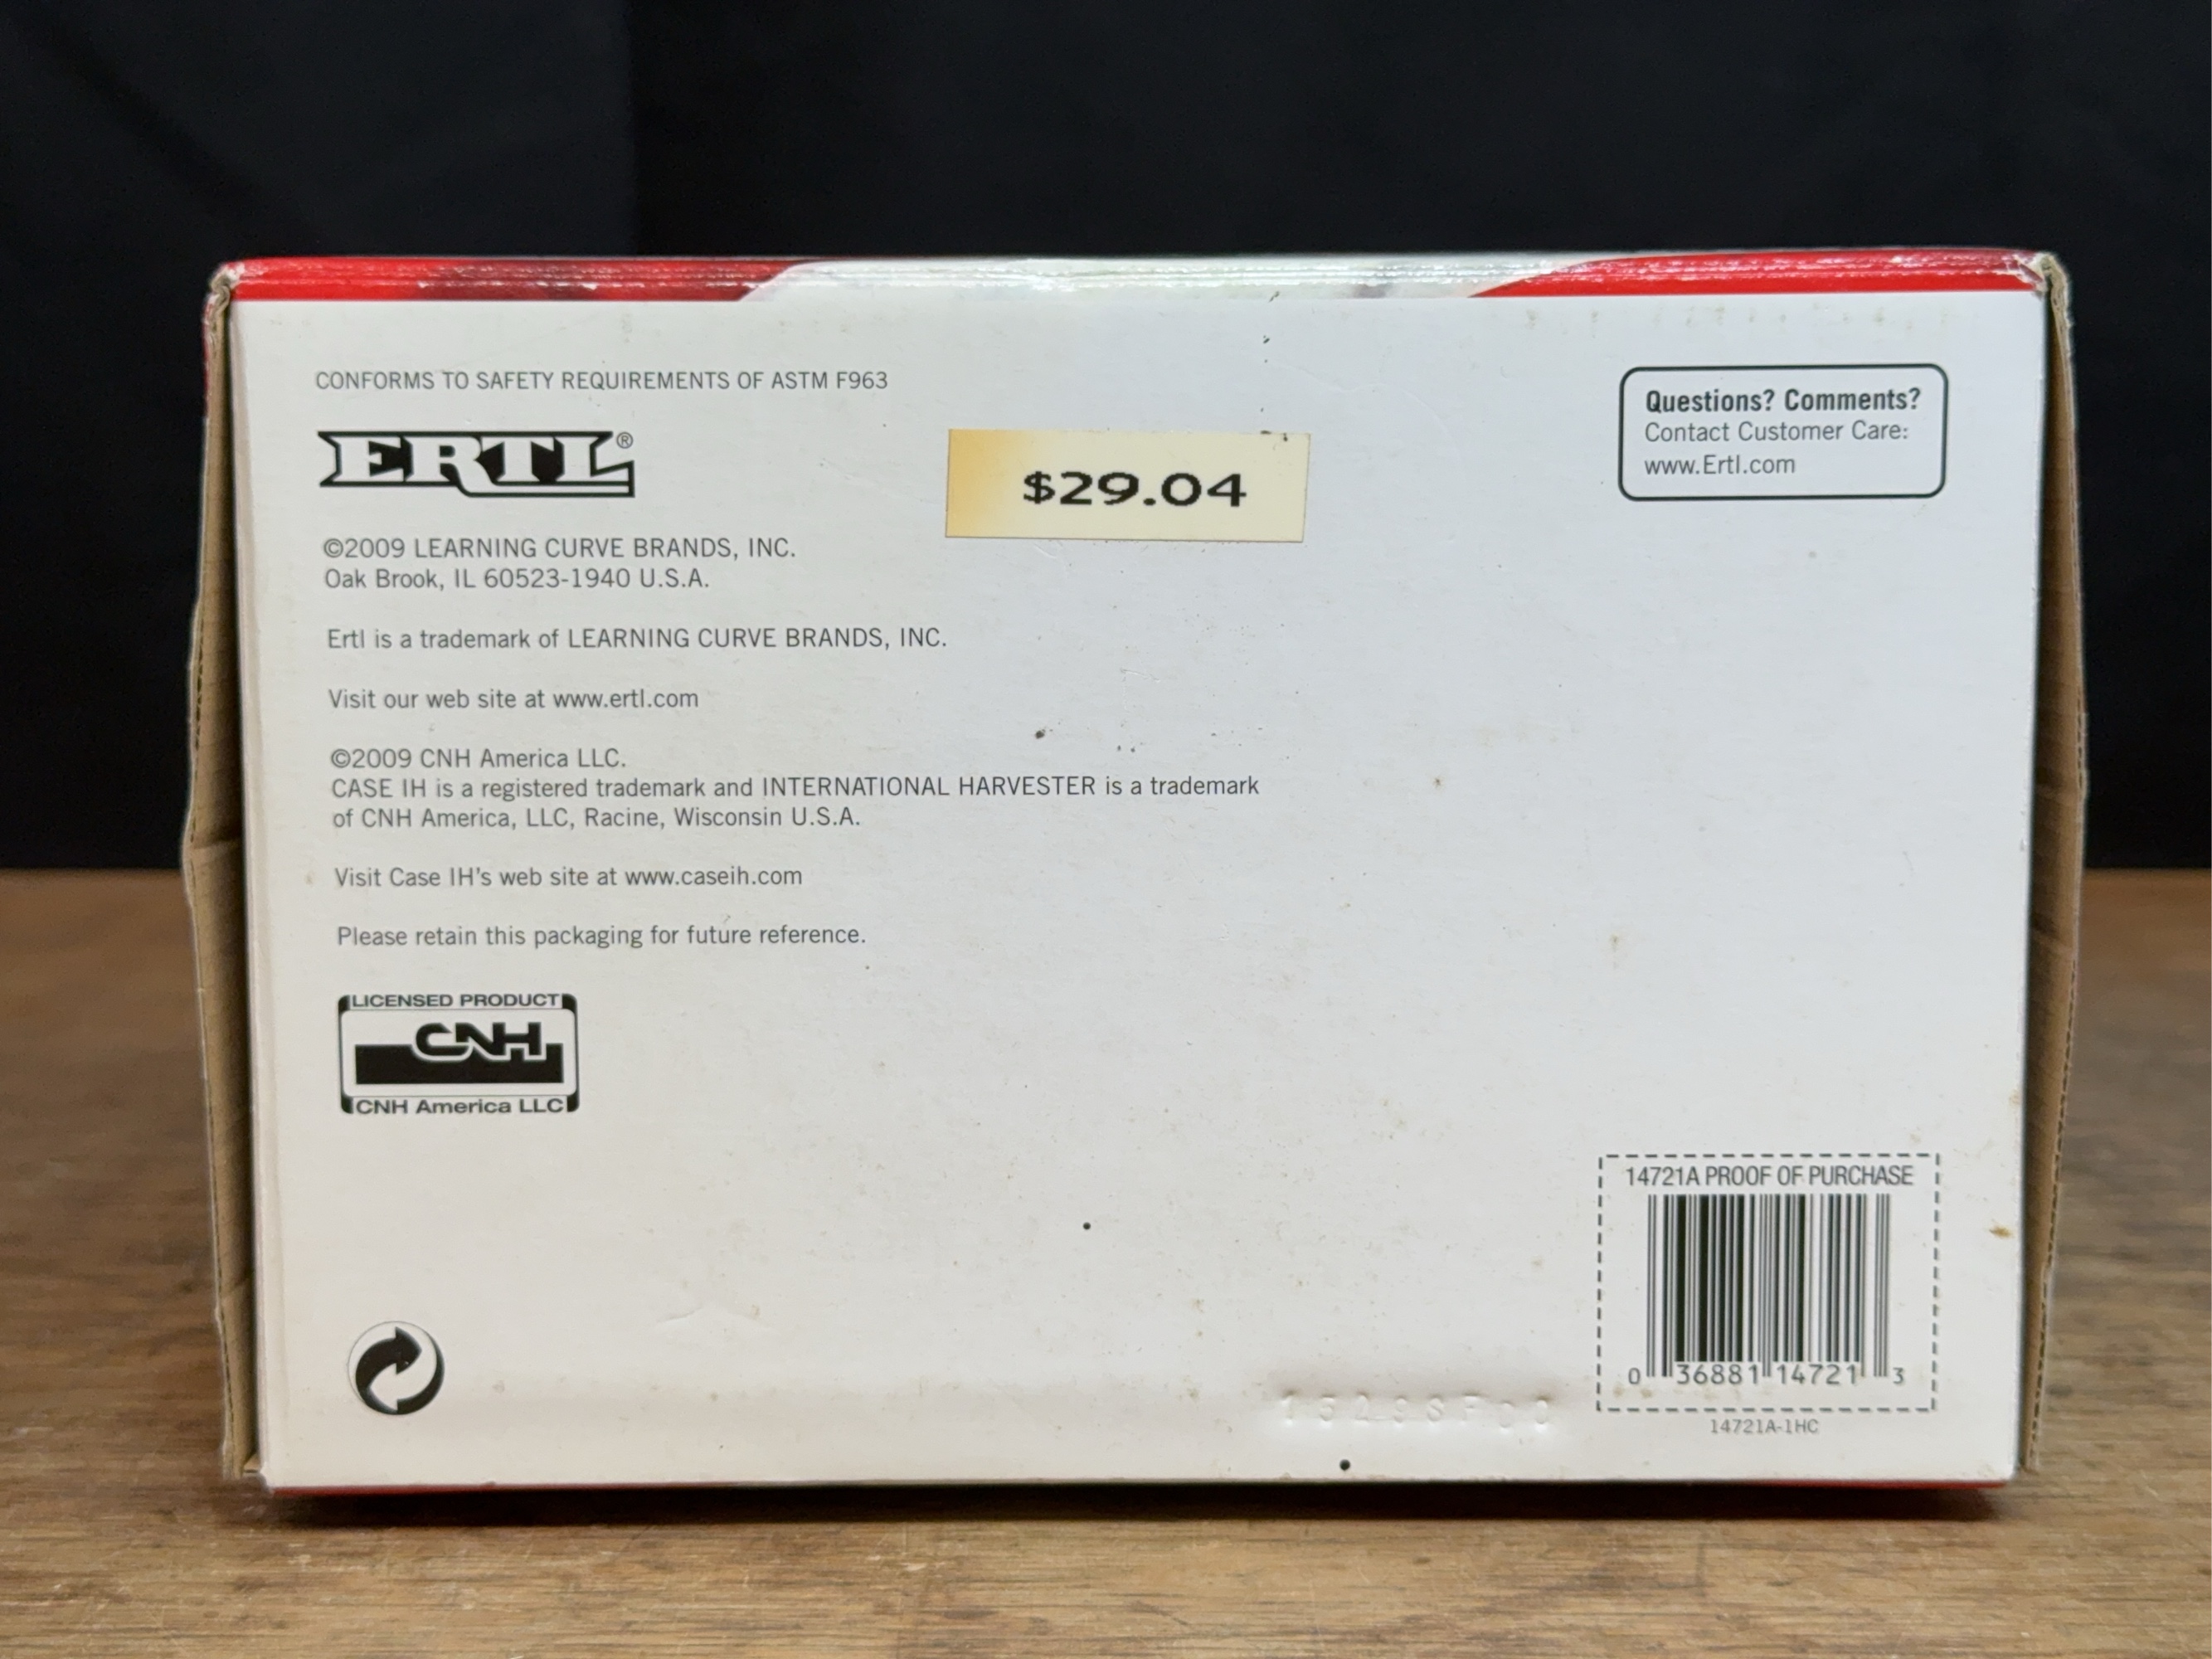 CONFORMS TO SAFETY REQUIREMENTS OF ASTM F963
ERTL®
©2009 LEARNING CURVE BRANDS, INC.
Oak Brook, IL 60523-1940 U.S.A.
Ertl is a trademark of LEARNING CURVE BRANDS, INC.
Visit our web site at www.ertl.com
©2009 CNH America LLC.
CASE IH is a registered trademark and INTERNATIONAL HARVESTER is a trademark
of CNH America, LLC, Racine, Wisconsin U.S.A.
Visit Case IH's web site at www.caseih.com
Please retain this packaging for future reference.
LICENSED PRODUCT
CNH
CNH America LLC
$29.04
Questions? Comments?
Contact Customer Care:
www.Ertl.com
14721A PROOF OF PURCHASE
0 36881 14721 3
14721A-1HC